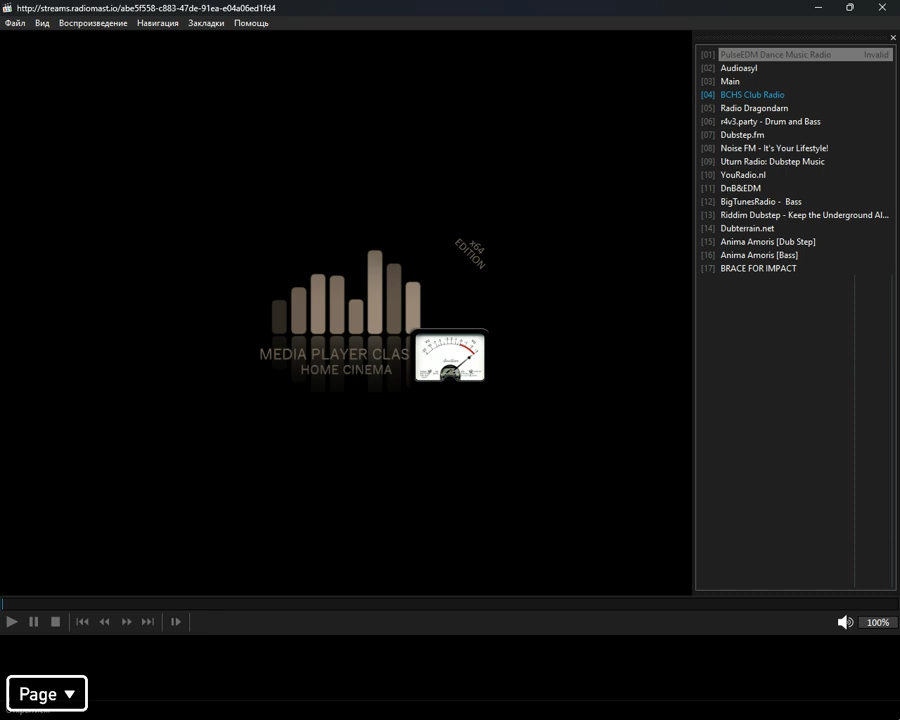 http://streams.radiomast.io/abe5f558-c883-47de-91ea-e04a06ed1fd4
Файл Вид Воспроизведение Навигация Закладки Помощь
[01] PulseEDM Dance Music Radio Invalid
[02] Audioasyl
[03] Main
[04] BCHS Club Radio
[05] Radio Dragondarn
[06] r4v3.party - Drum and Bass
[07] Dubstep.fm
[08] Noise FM - It's Your Lifestyle!
[09] Uturn Radio: Dubstep Music
[10] YouRadio.nl
[11] DnB&EDM
[12] BigTunesRadio - Bass
[13] Riddim Dubstep - Keep the Underground Al...
[14] Dubterrain.net
[15] Anima Amoris [Dub Step]
[16] Anima Amoris [Bass]
[17] BRACE FOR IMPACT
x64
EDITION
MEDIA PLAYER CLAS
HOME CINEMA
100%
Page ▼